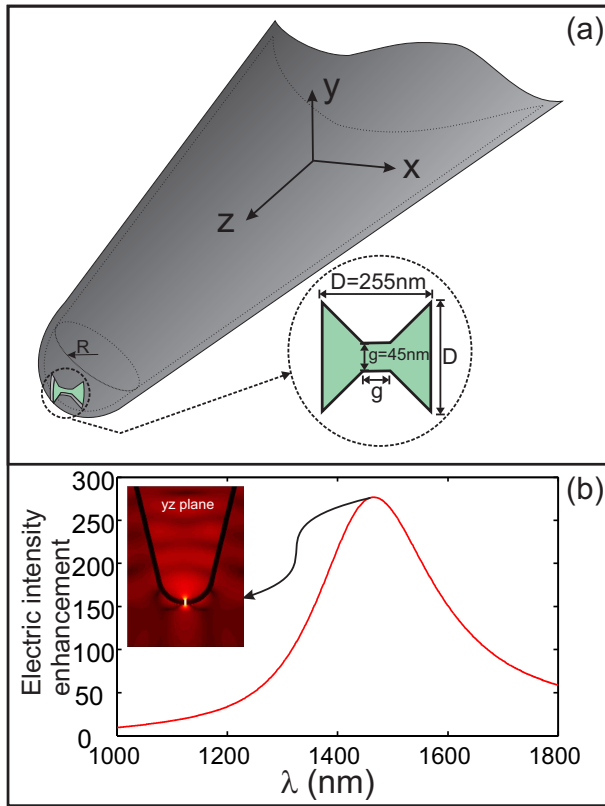 (a)
y
x
z
R
D=255nm
g=45nm
D
g
(b)
Electric intensity
enhancement
300
250
200
150
100
50
0
yz plane
1000
1200
1400
1600
1800
λ (nm)